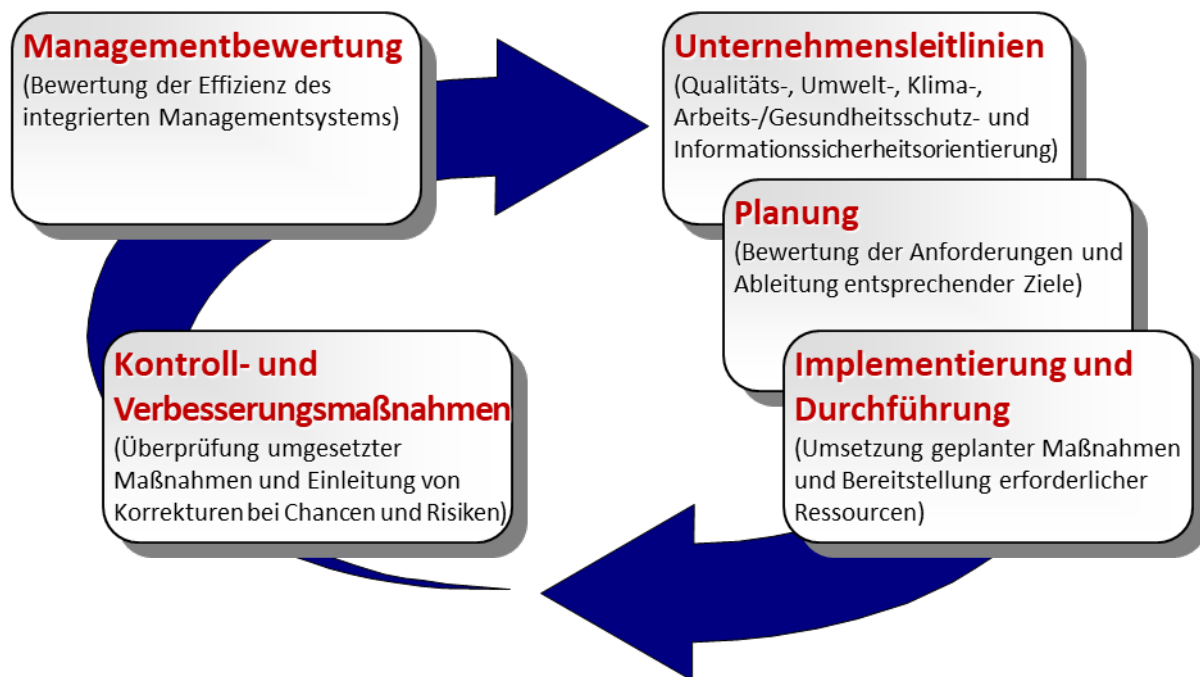 Managementbewertung
(Bewertung der Effizienz des
integrierten Managementsystems)
Unternehmensleitlinien
(Qualitäts-, Umwelt-, Klima-,
Arbeits-/Gesundheitsschutz- und
Informationssicherheitsorientierung)
Planung
(Bewertung der Anforderungen und
Ableitung entsprechender Ziele)
Implementierung und
Durchführung
(Umsetzung geplanter Maßnahmen
und Bereitstellung erforderlicher
Ressourcen)
Kontroll- und
Verbesserungsmaßnahmen
(Überprüfung umgesetzter
Maßnahmen und Einleitung von
Korrekturen bei Chancen und Risiken)